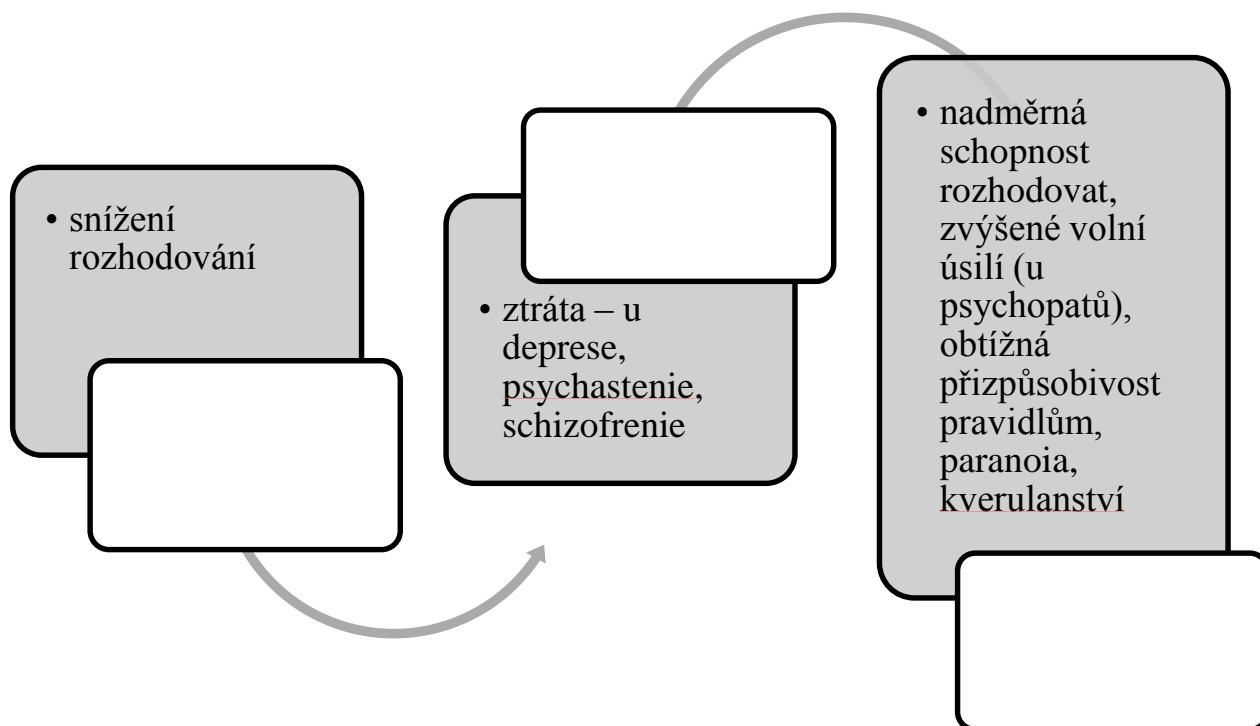 • snížení
rozhodování
• ztráta – u
deprese,
psychastenie,
schizofrenie
• nadměrná
schopnost
rozhodovat,
zvýšené volní
úsilí (u
psychopatů),
obtížná
přizpůsobivost
pravidlům,
paranoia,
kverulanství